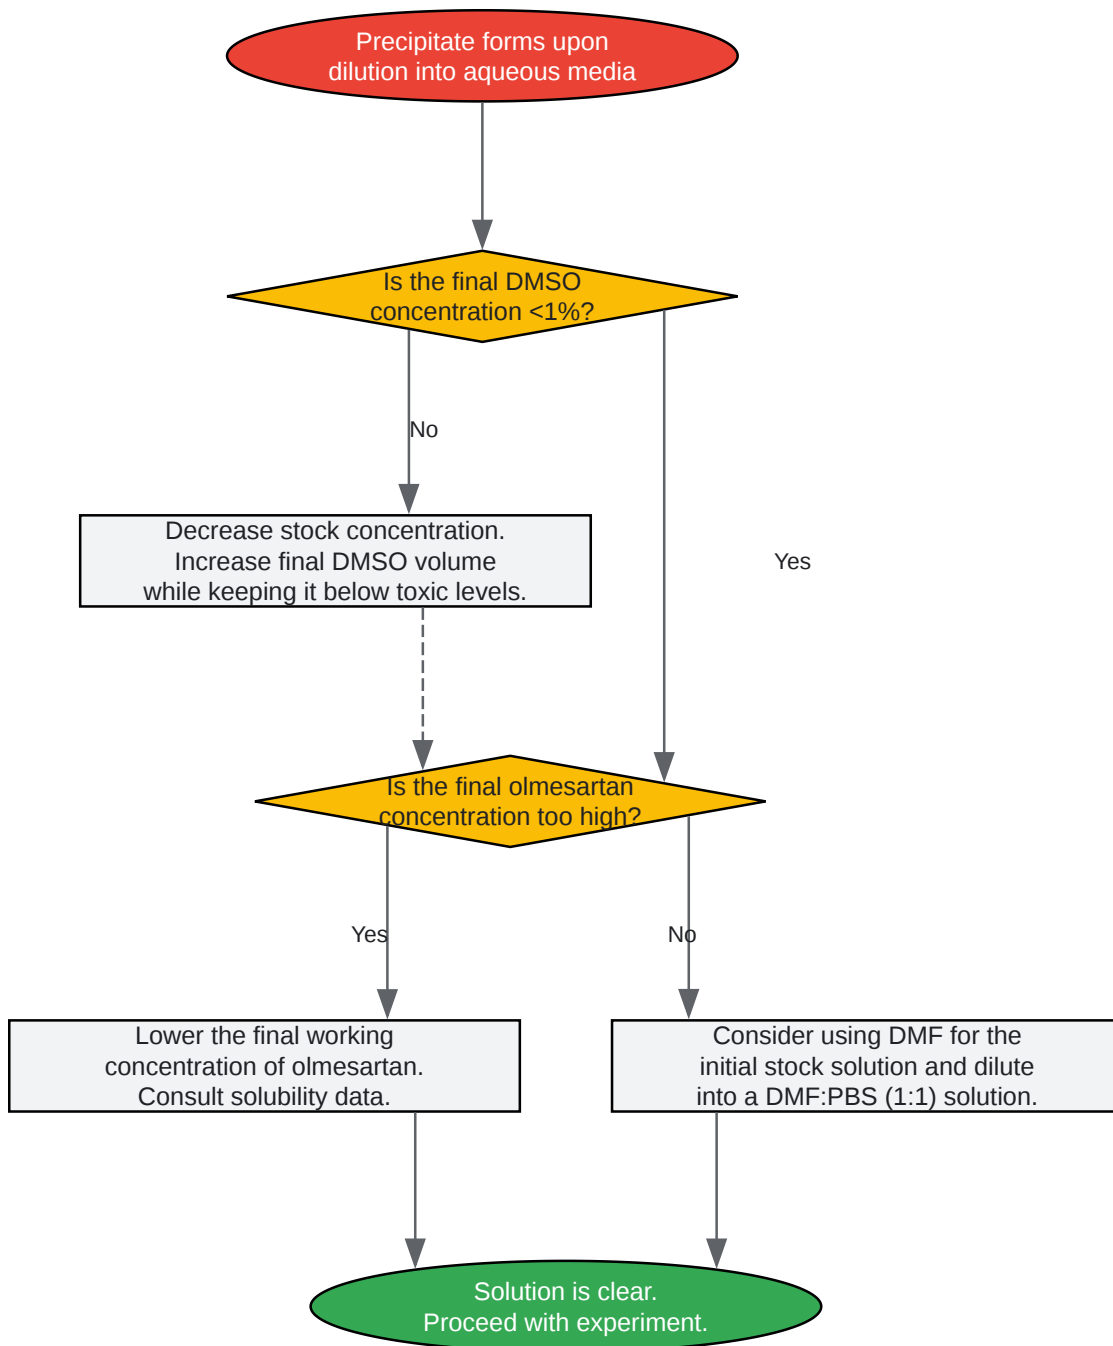 Precipitate forms upon
dilution into aqueous media
Is the final DMSO
concentration <1%?
No
Decrease stock concentration.
Increase final DMSO volume
while keeping it below toxic levels.
Yes
Is the final olmesartan
concentration too high?
Yes
No
Lower the final working
concentration of olmesartan.
Consult solubility data.
Consider using DMF for the
initial stock solution and dilute
into a DMF:PBS (1:1) solution.
Solution is clear.
Proceed with experiment.